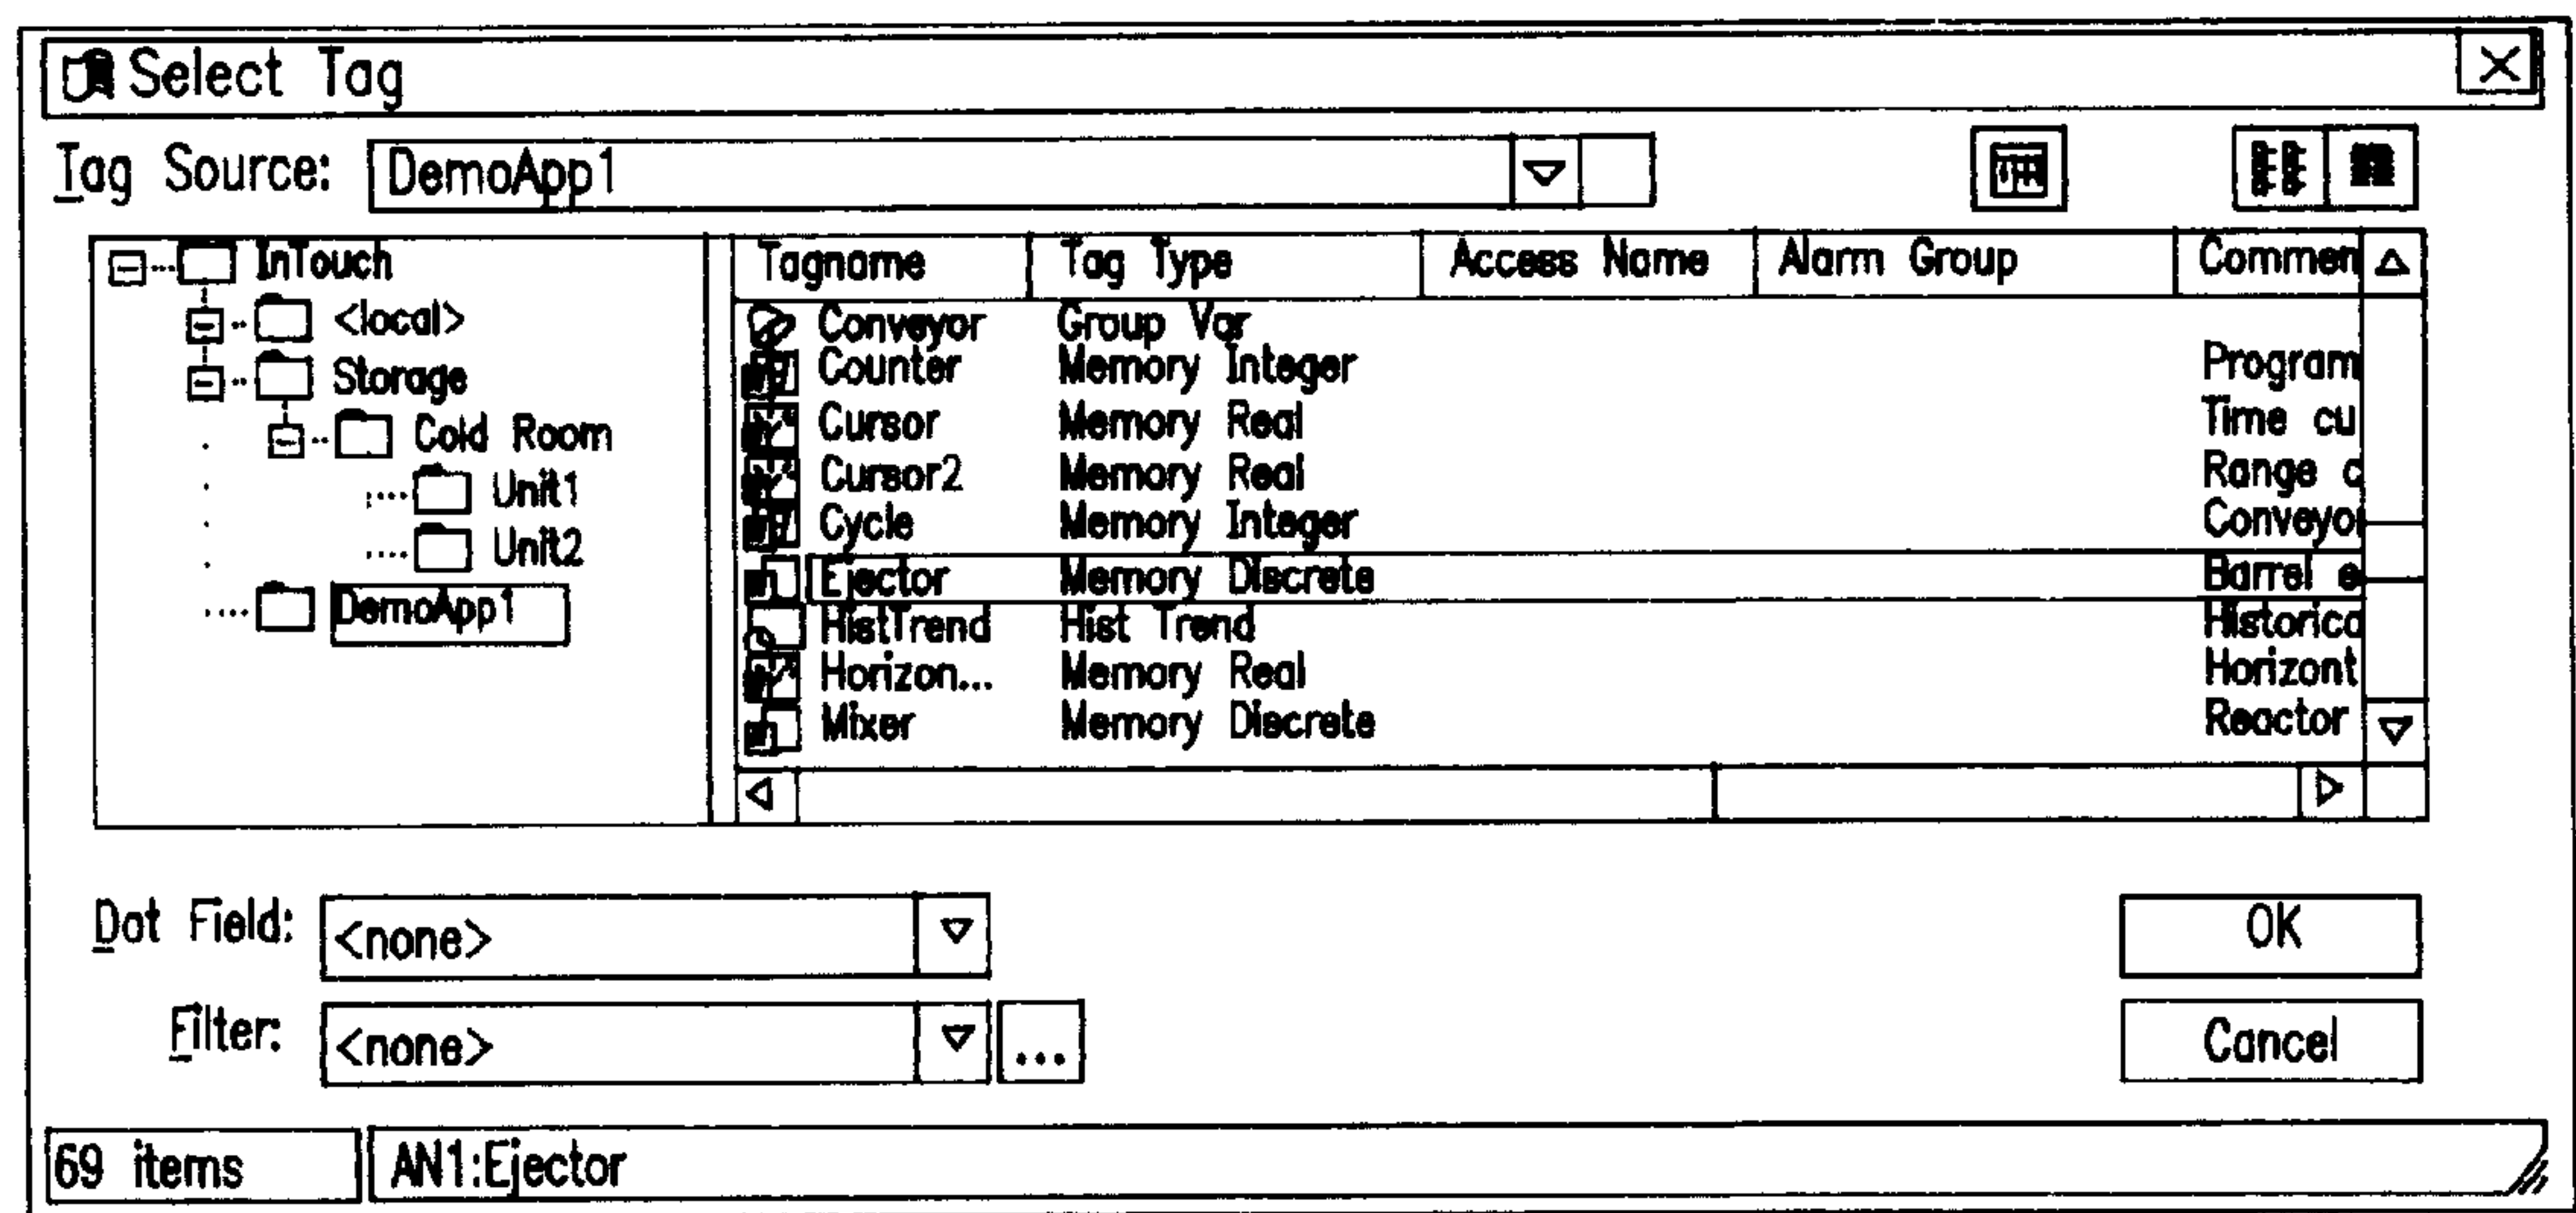 Select Tag
Tag Source: DemoApp1
InTouch
<local>
Storage
Cold Room
Unit1
Unit2
DemoApp1
Tagname Tag Type Access Name Alarm Group Commen
Conveyor Group Var
Counter Memory Integer Program
Cursor Memory Real Time cu
Cursor2 Memory Real Range c
Cycle Memory Integer Conveyor
Ejector Memory Discrete Barrel e
HistTrend Hist Trend Historica
Horizon... Memory Real Horizont
Mixer Memory Discrete Reactor
Dot Field: <none>
OK
Filter: <none> ...
Cancel
69 items AN1:Ejector